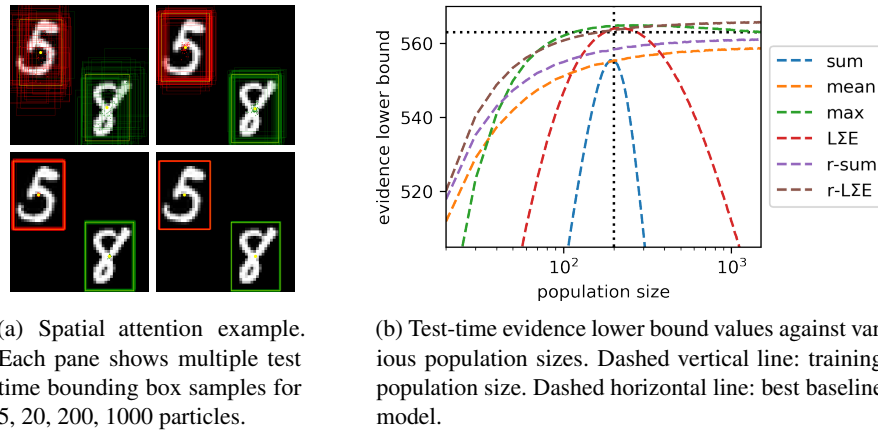 560
540
520
evidence lower bound
10²
10³
population size
sum
mean
max
LΣE
r-sum
r-LΣE
(a) Spatial attention example.
Each pane shows multiple test
time bounding box samples for
5, 20, 200, 1000 particles.
(b) Test-time evidence lower bound values against var
ious population sizes. Dashed vertical line: training
population size. Dashed horizontal line: best baseline
model.